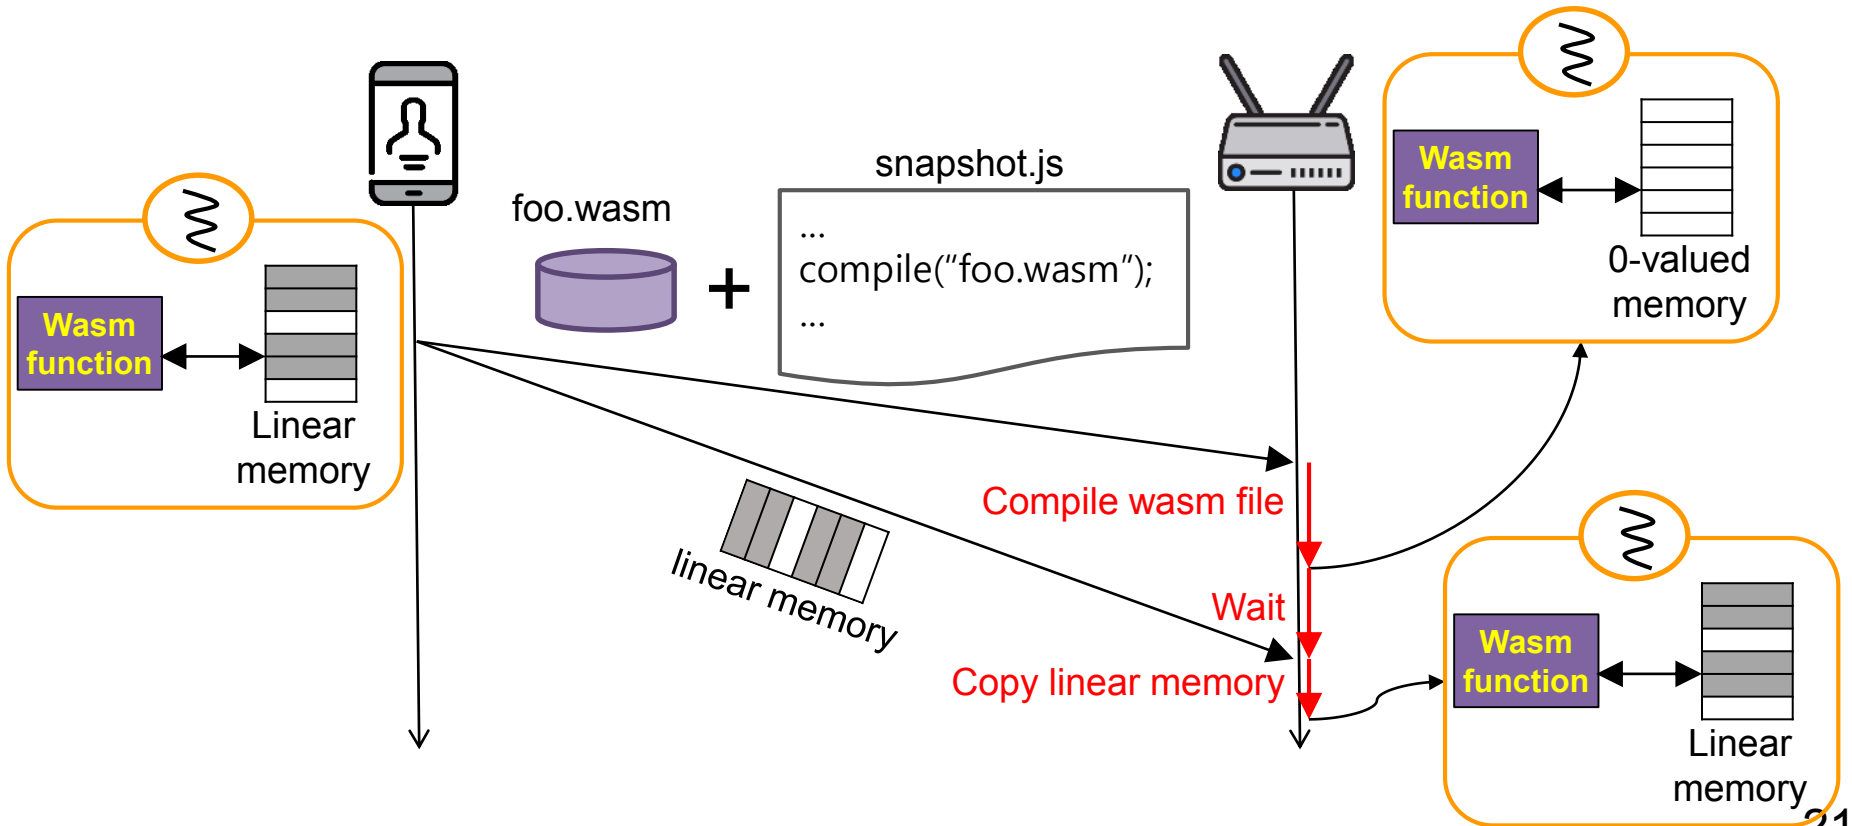 snapshot.js
foo.wasm
...
compile("foo.wasm");
...
Wasm
function
Linear
memory
Wasm
function
0-valued
memory
linear memory
Compile wasm file
Wait
Copy linear memory
Wasm
function
Linear
memory
21